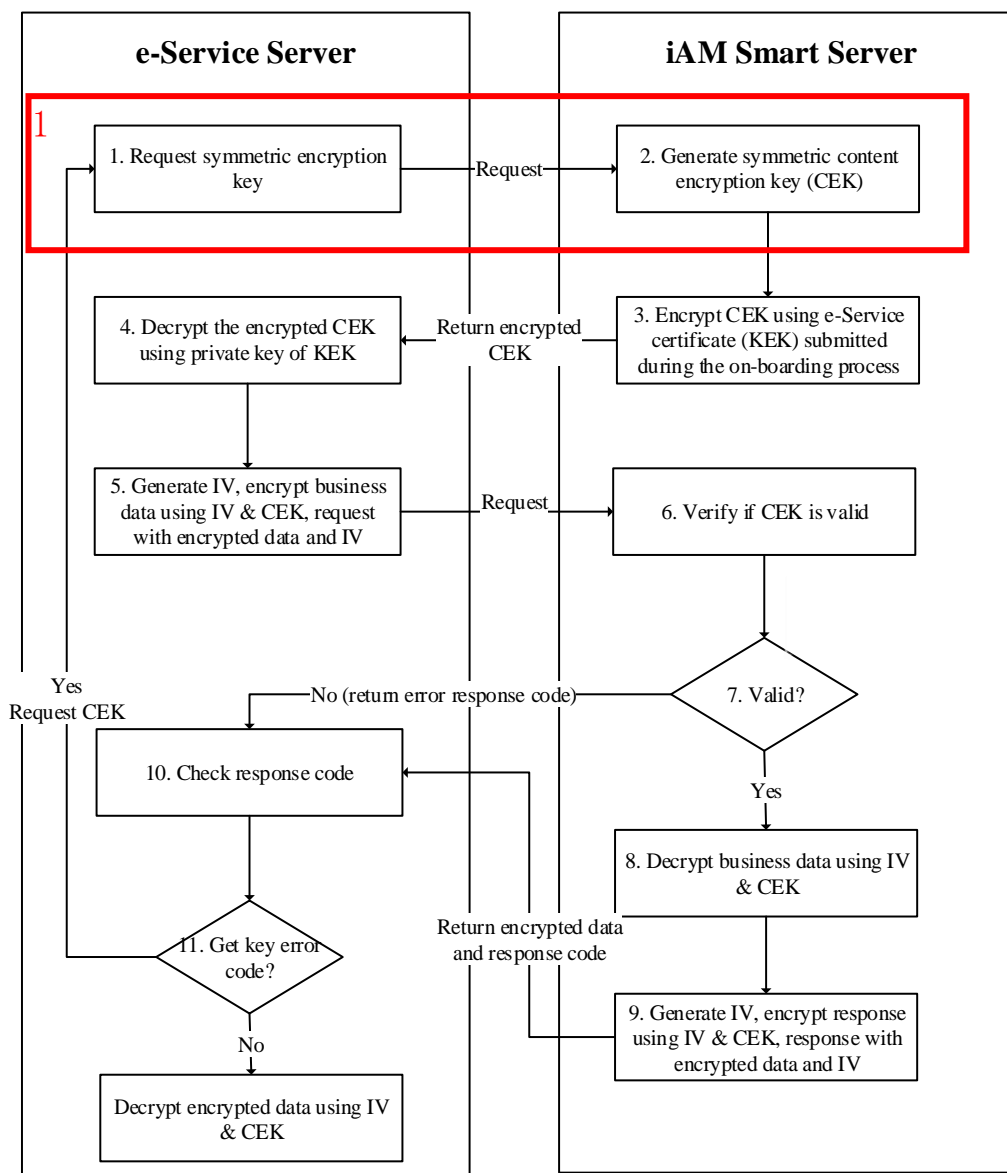 e-Service Server
iAM Smart Server
1
1. Request symmetric encryption
key
Request
2. Generate symmetric content
encryption key (CEK)
4. Decrypt the encrypted CEK
using private key of KEK
Return encrypted
CEK
3. Encrypt CEK using e-Service
certificate (KEK) submitted
during the on-boarding process
5. Generate IV, encrypt business
data using IV & CEK, request
with encrypted data and IV
Request
6. Verify if CEK is valid
Yes
Request CEK
No (return error response code)
7. Valid?
10. Check response code
Yes
8. Decrypt business data using IV
& CEK
11. Get key error
code?
Return encrypted data
and response code
9. Generate IV, encrypt response
using IV & CEK, response with
encrypted data and IV
No
Decrypt encrypted data using IV
& CEK